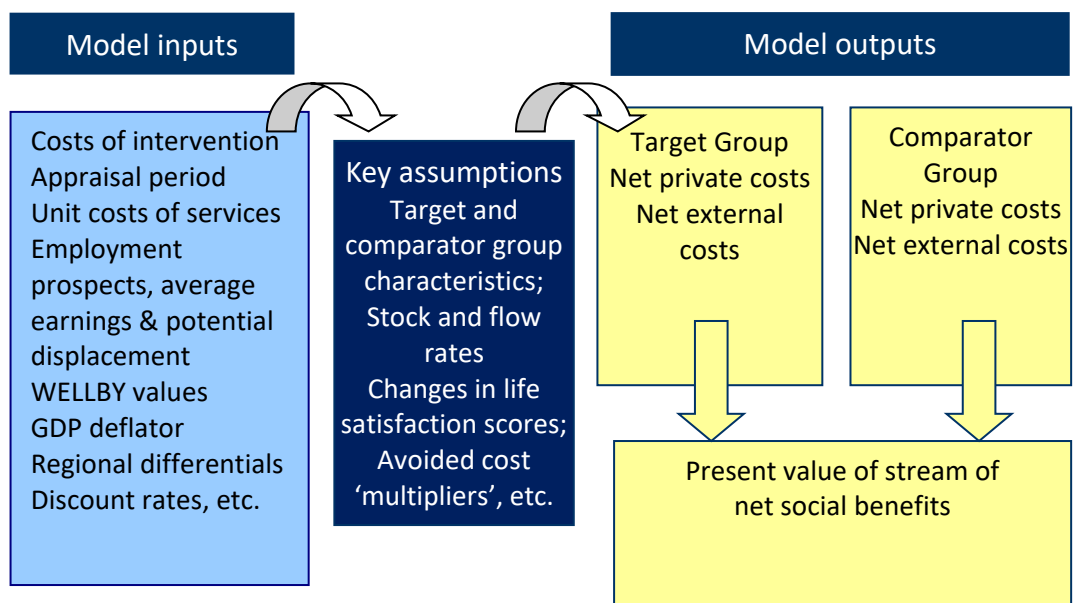 Model inputs
Model outputs
Costs of intervention
Appraisal period
Unit costs of services
Employment
prospects, average
earnings & potential
displacement
WELLBY values
GDP deflator
Regional differentials
Discount rates, etc.
Key assumptions
Target and
comparator group
characteristics;
Stock and flow
rates
Changes in life
satisfaction scores;
Avoided cost
‘multipliers’, etc.
Target Group
Net private costs
Net external
costs
Comparator
Group
Net private costs
Net external costs
Present value of stream of
net social benefits